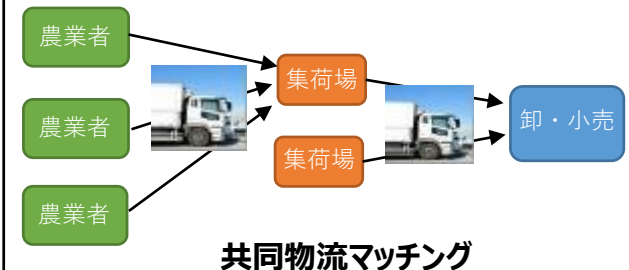 農業者
集荷場
農業者
卸・小売
集荷場
農業者
共同物流マッチング